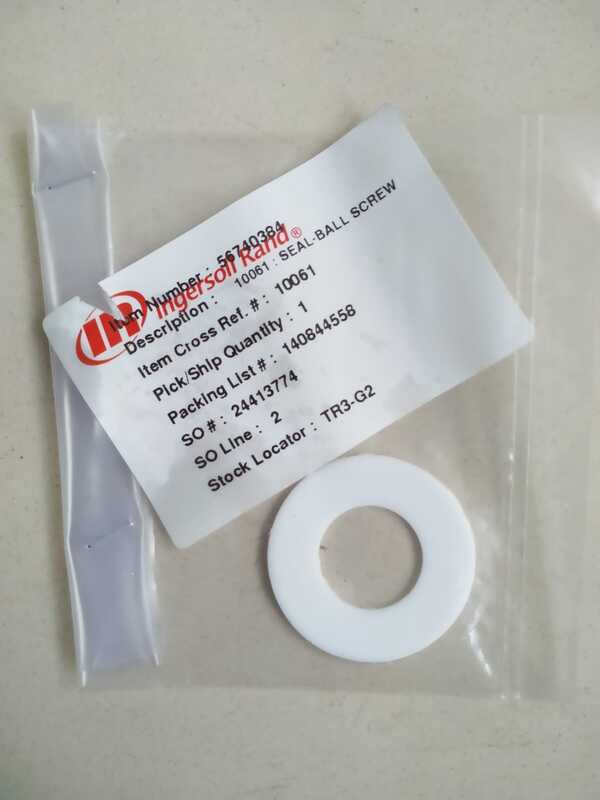 IR Ingersoll Rand®
Item Number : 56740384
Description : 10061 : SEAL-BALL SCREW
Item Cross Ref. # : 10061
Pick/Ship Quantity : 1
Packing List # : 140844558
SO # : 24413774
SO Line : 2
Stock Locator : TR3-G2